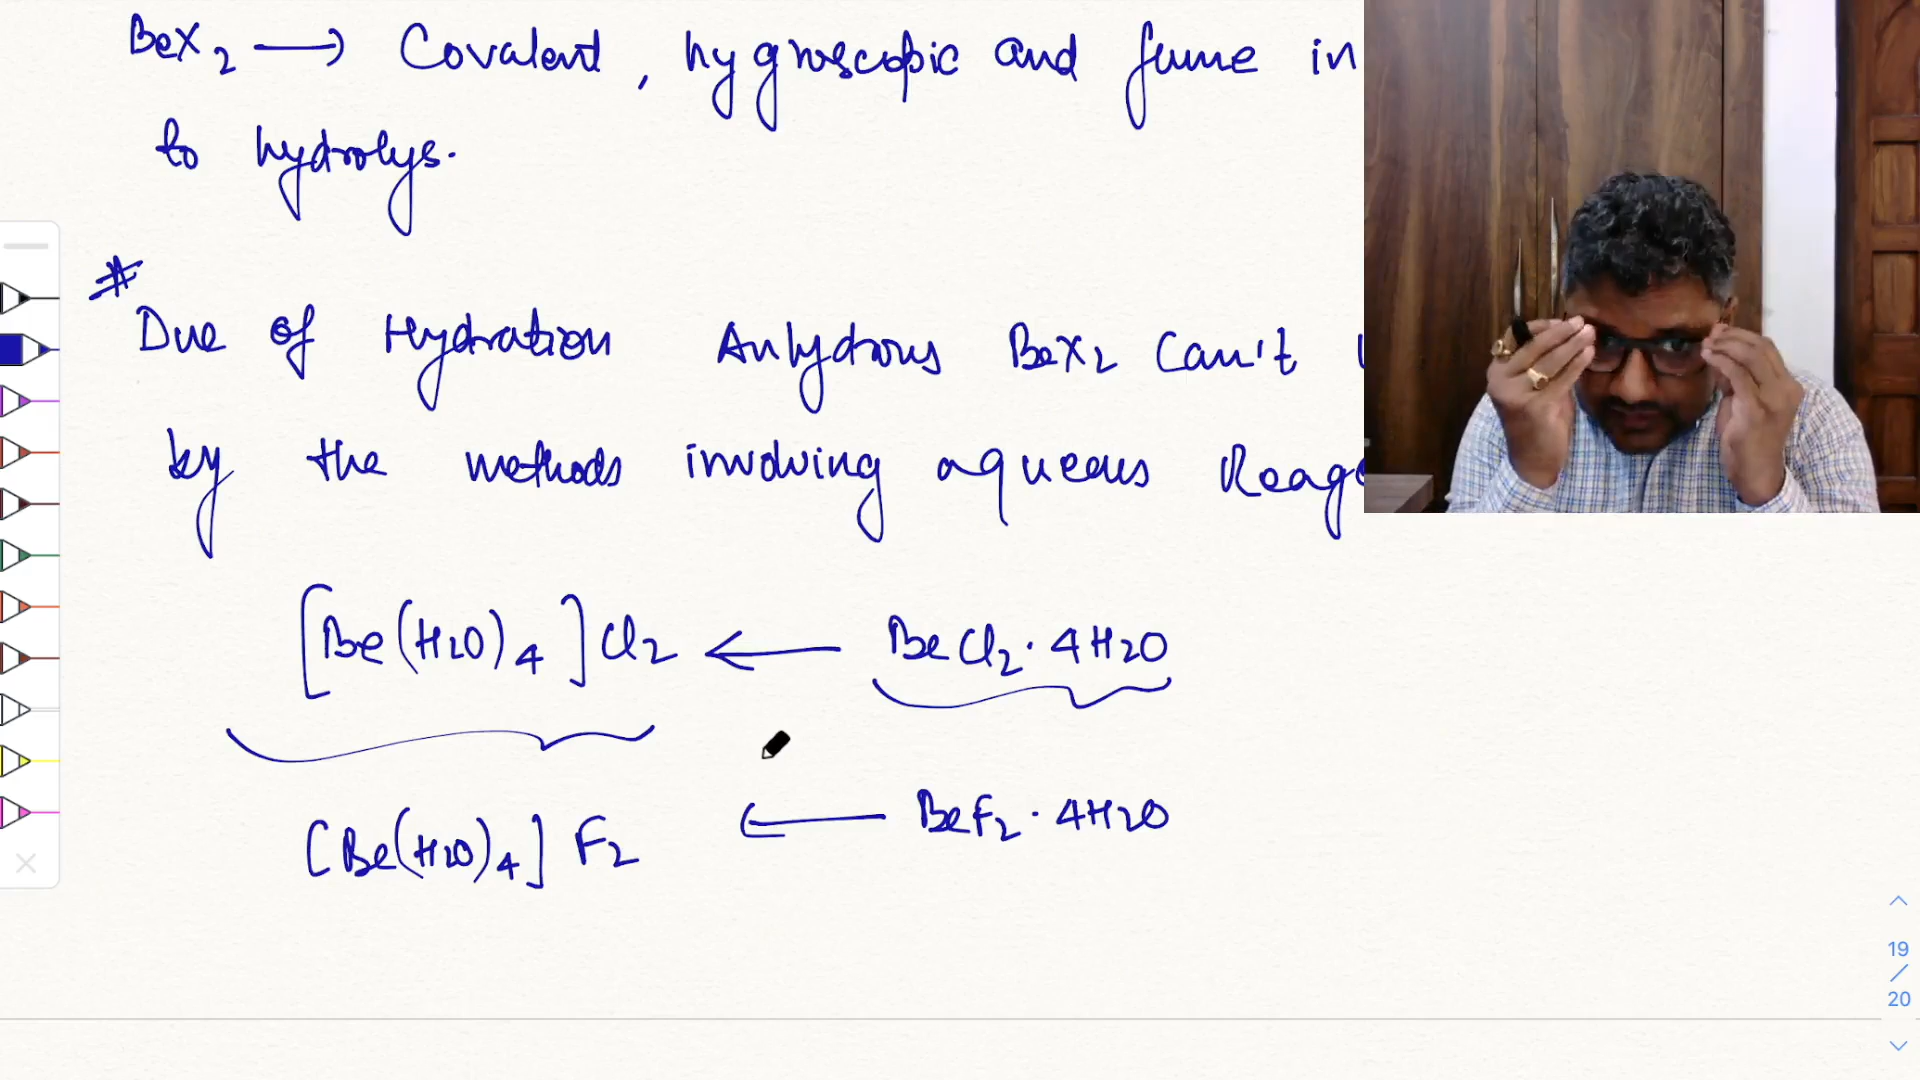 BeX2 → Covalent, hygroscopic and fume in
to hydrolys.
#
Due of Hydration Anhydrous BeX2 Can't
by the methods involving aqueous Reage
[Be(H2O)4]Cl2 ← BeCl2·4H2O
[Be(H2O)4] F2 ← BeF2·4H2O
19
/
20